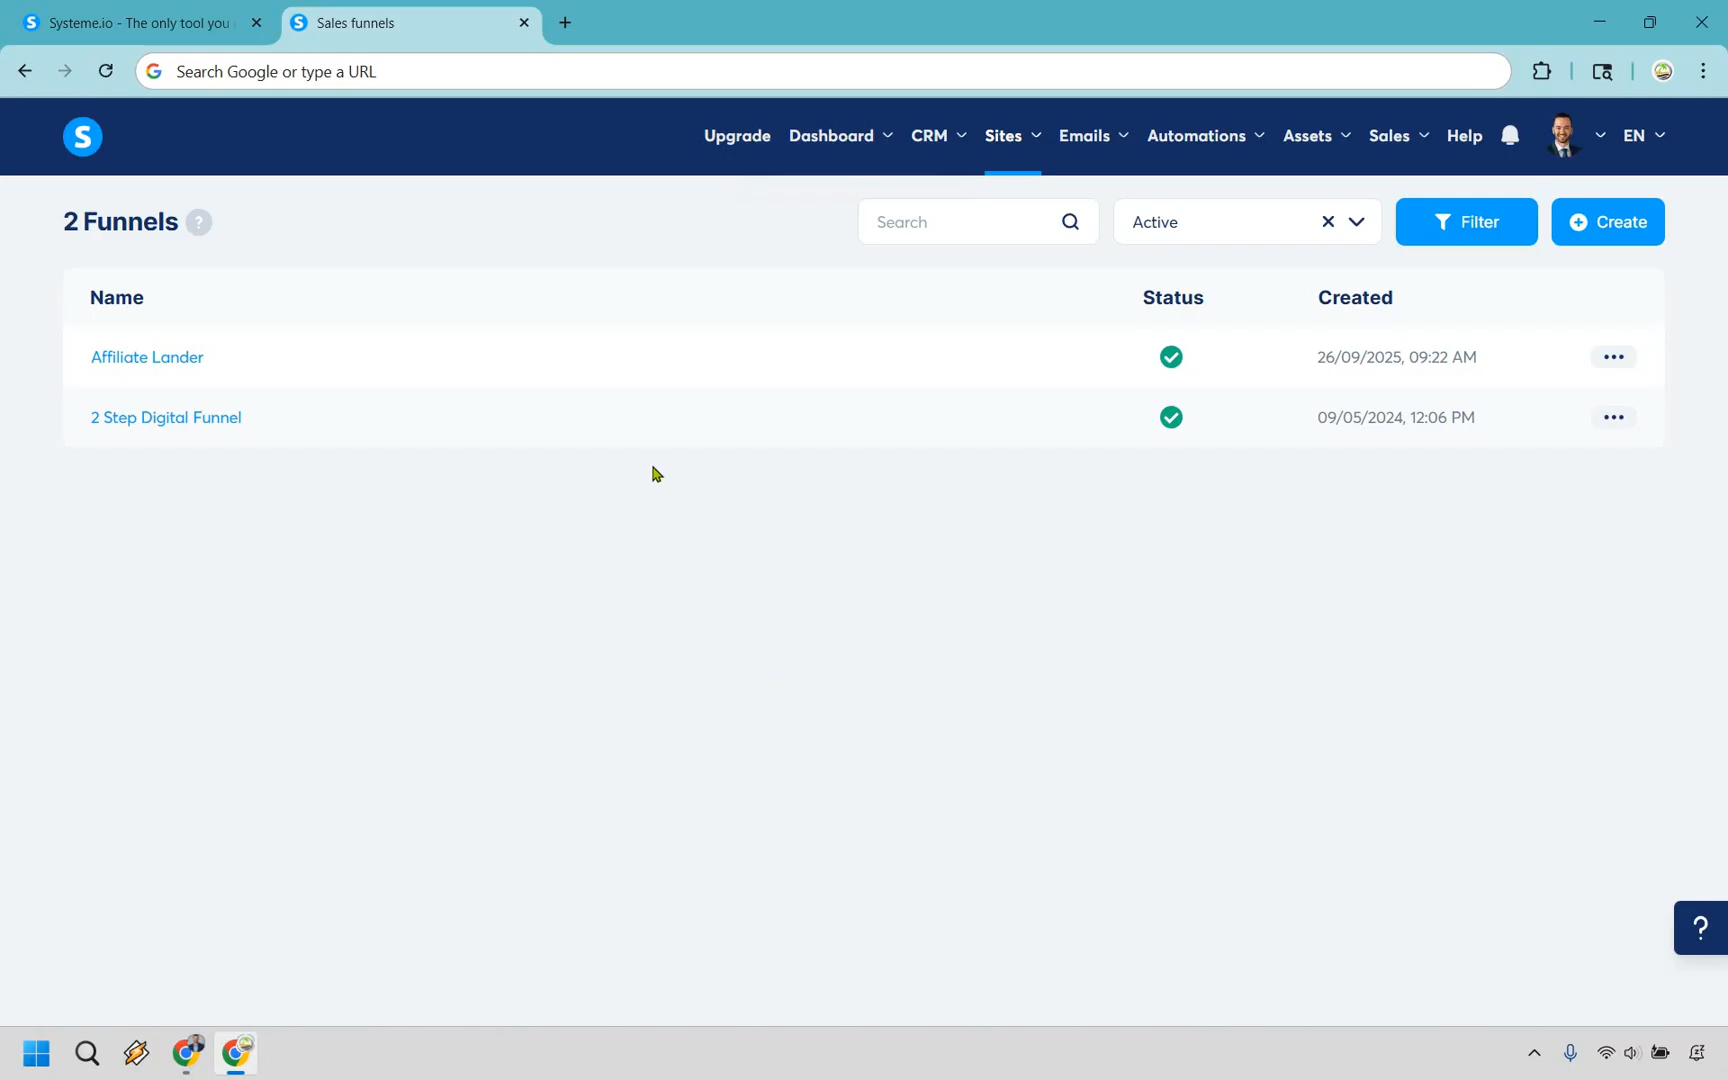 Systeme.io - The only tool you
Sales funnels
Search Google or type a URL
S
Upgrade Dashboard CRM Sites Emails Automations Assets Sales Help EN
2 Funnels ?
Search
Active
Filter
Create
Name Status Created
Affiliate Lander 26/09/2025, 09:22 AM
2 Step Digital Funnel 09/05/2024, 12:06 PM
?